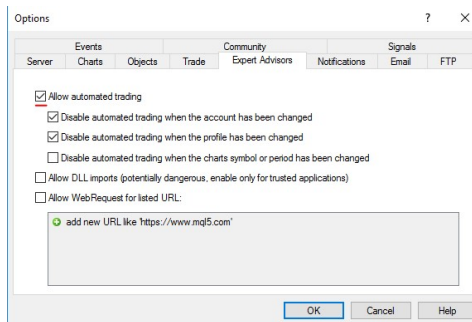 Options ? ×
Events Community Signals
Server Charts Objects Trade Expert Advisors Notifications Email FTP
Allow automated trading
Disable automated trading when the account has been changed
Disable automated trading when the profile has been changed
Disable automated trading when the charts symbol or period has been changed
Allow DLL imports (potentially dangerous, enable only for trusted applications)
Allow WebRequest for listed URL:
add new URL like 'https://www.mql5.com'
OK Cancel Help